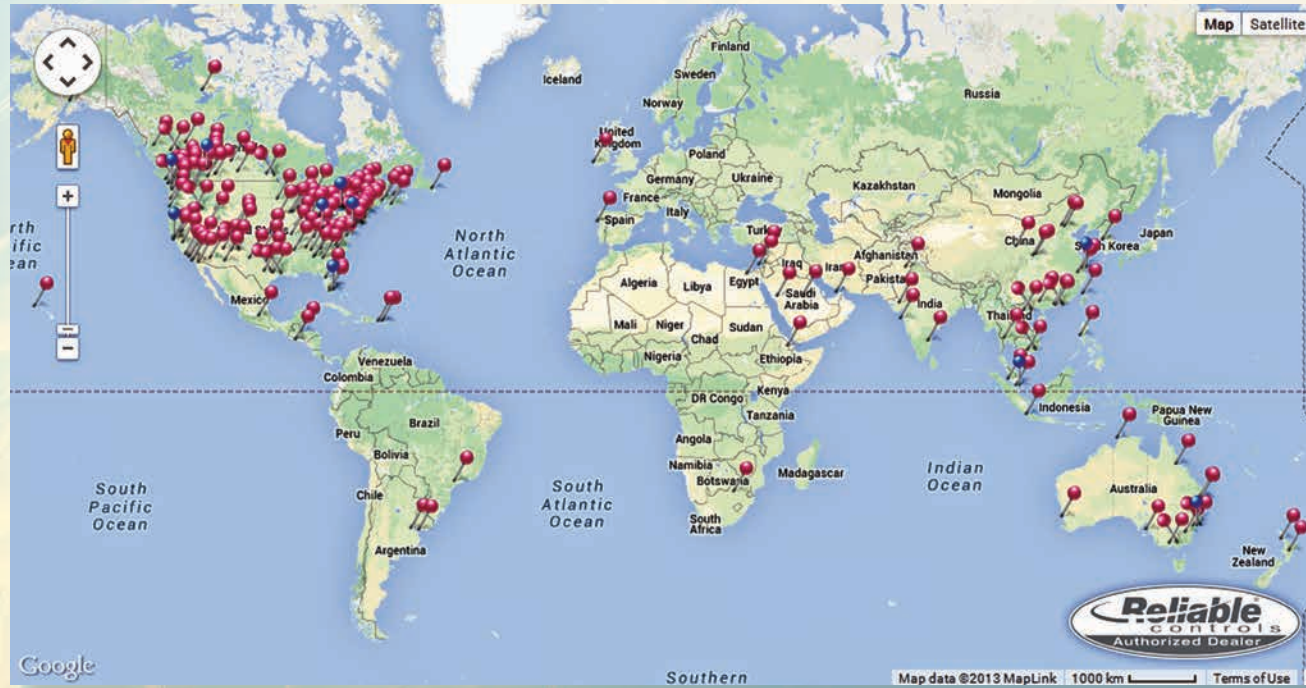 Map Satellite
Iceland
Finland
Sweden
Norway
Russia
United
Kingdom
Poland
Germany
Ukraine
France
Kazakhstan
Mongolia
Italy
Spain
North
Atlantic
Ocean
Turk
China
South Korea
Japan
rth
ific
ean
Afghanistan
Iraq
Iran
Algeria
Libya
Egypt
Pakistan
Saudi
Arabia
India
Mexico
Mali
Niger
Sudan
Thailand
Chad
Nigeria
Ethiopia
Venezuela
Colombia
Kenya
DR Congo
Indonesia
Papua New
Guinea
Tanzania
Brazil
Peru
Angola
Bolivia
Namibia
Botswana
Madagascar
Indian
Ocean
South
Pacific
Ocean
Chile
South
Atlantic
Ocean
Australia
South
Africa
Argentina
New
Zealand
Reliable®
controls
Authorized Dealer
Google
Southern
Map data ©2013 MapLink 1000 km Terms of Use